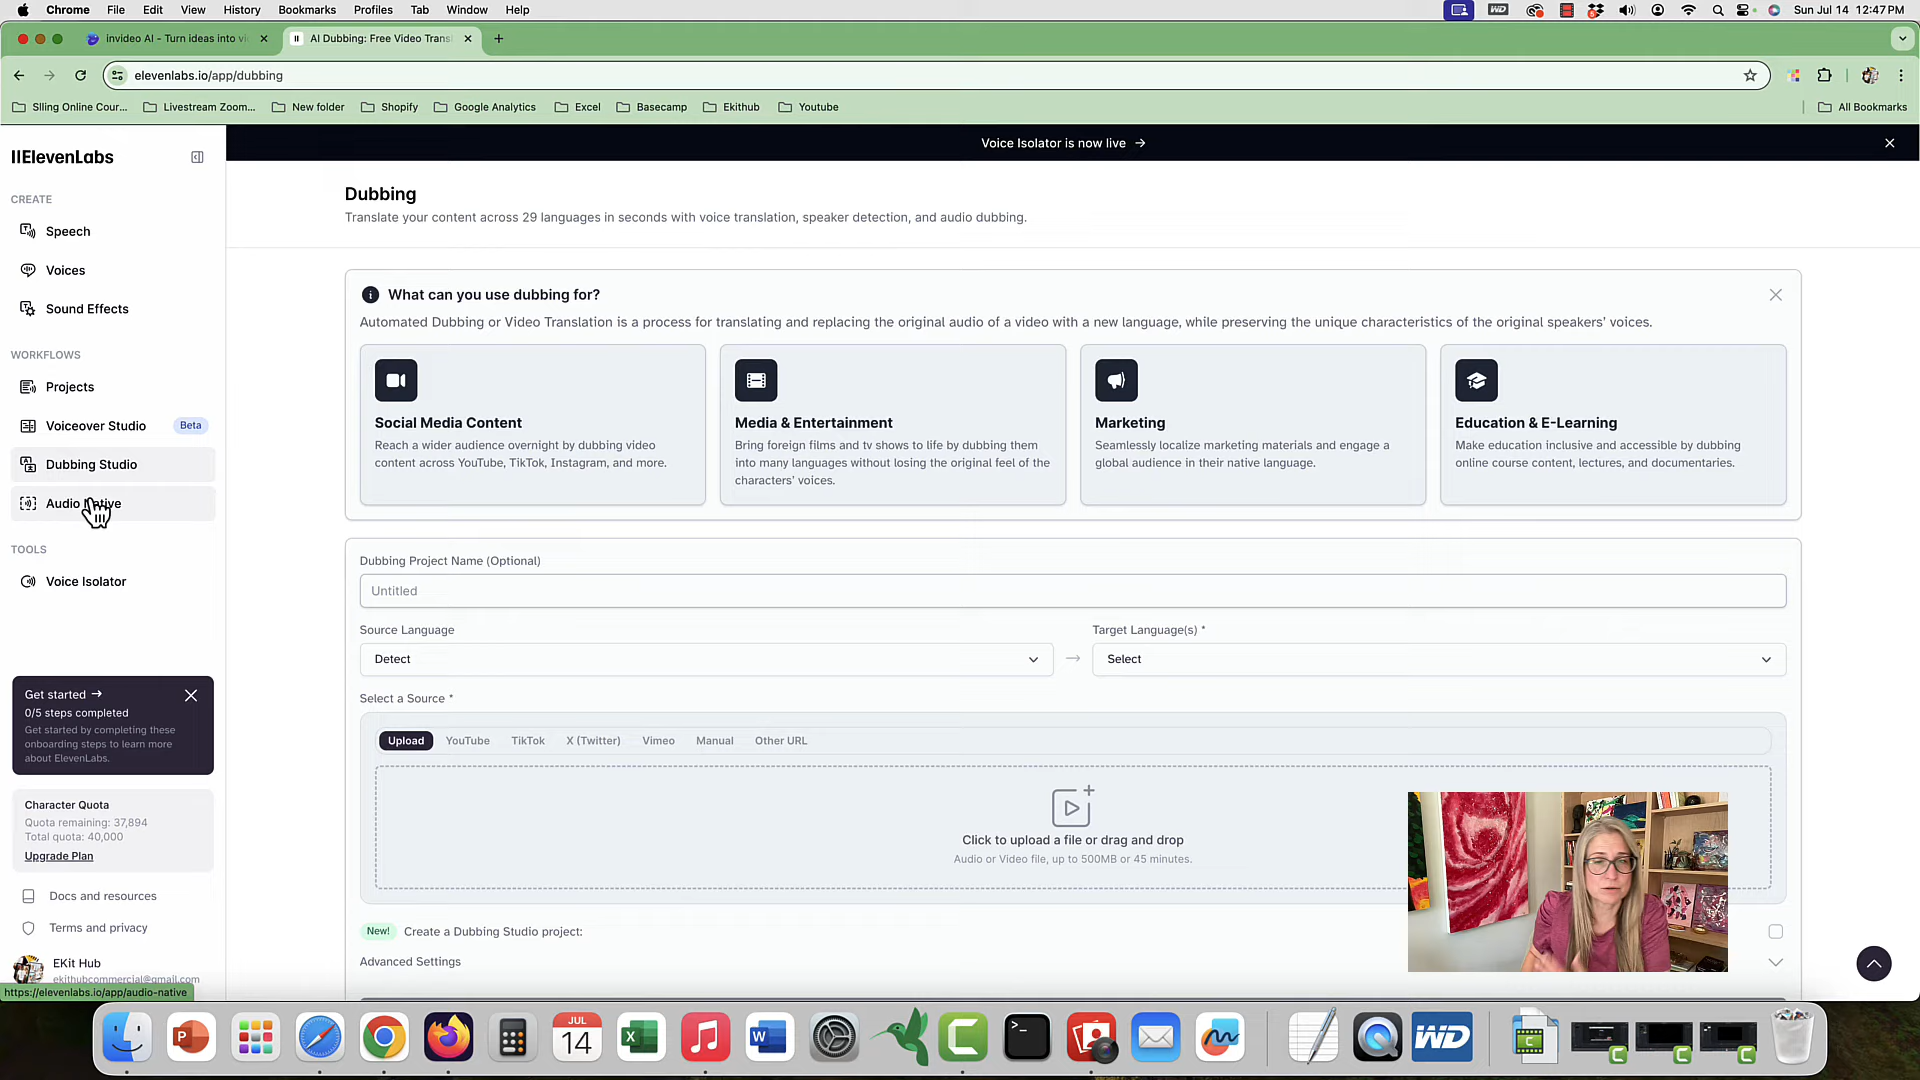 Chrome File Edit View History Bookmarks Profiles Tab Window Help
Sun Jul 14 12:47 PM
invideo AI - Turn ideas into vi
AI Dubbing: Free Video Trans
elevenlabs.io/app/dubbing
Slling Online Cour...
Livestream Zoom...
New folder
Shopify
Google Analytics
Excel
Basecamp
Ekithub
Youtube
All Bookmarks
IIElevenLabs
Voice Isolator is now live →
CREATE
Speech
Voices
Sound Effects
WORKFLOWS
Projects
Voiceover Studio Beta
Dubbing Studio
Audio Native
TOOLS
Voice Isolator
Get started →
0/5 steps completed
Get started by completing these
onboarding steps to learn more
about ElevenLabs.
Character Quota
Quota remaining: 37,894
Total quota: 40,000
Upgrade Plan
Docs and resources
Terms and privacy
EKit Hub
ekithubcommercial@gmail.com
https://elevenlabs.io/app/audio-native
Dubbing
Translate your content across 29 languages in seconds with voice translation, speaker detection, and audio dubbing.
What can you use dubbing for?
Automated Dubbing or Video Translation is a process for translating and replacing the original audio of a video with a new language, while preserving the unique characteristics of the original speakers' voices.
Social Media Content
Reach a wider audience overnight by dubbing video
content across YouTube, TikTok, Instagram, and more.
Media & Entertainment
Bring foreign films and tv shows to life by dubbing them
into many languages without losing the original feel of the
characters' voices.
Marketing
Seamlessly localize marketing materials and engage a
global audience in their native language.
Education & E-Learning
Make education inclusive and accessible by dubbing
online course content, lectures, and documentaries.
Dubbing Project Name (Optional)
Untitled
Source Language
Detect
Target Language(s) *
Select
Select a Source *
Upload YouTube TikTok X (Twitter) Vimeo Manual Other URL
Click to upload a file or drag and drop
Audio or Video file, up to 500MB or 45 minutes.
New! Create a Dubbing Studio project:
Advanced Settings
JUL
14
WD